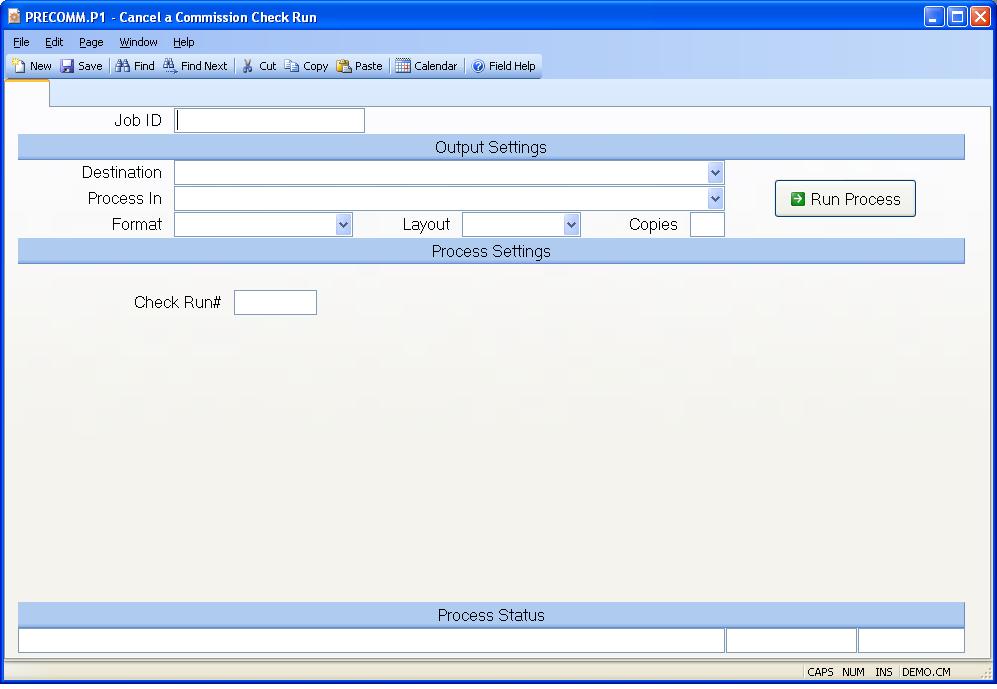 PRECOMM.P1 - Cancel a Commission Check Run
File Edit Page Window Help
New Save Find Find Next Cut Copy Paste Calendar Field Help
Job ID
Output Settings
Destination
Process In
Run Process
Format Layout Copies
Process Settings
Check Run#
Process Status
CAPS NUM INS DEMO.CM